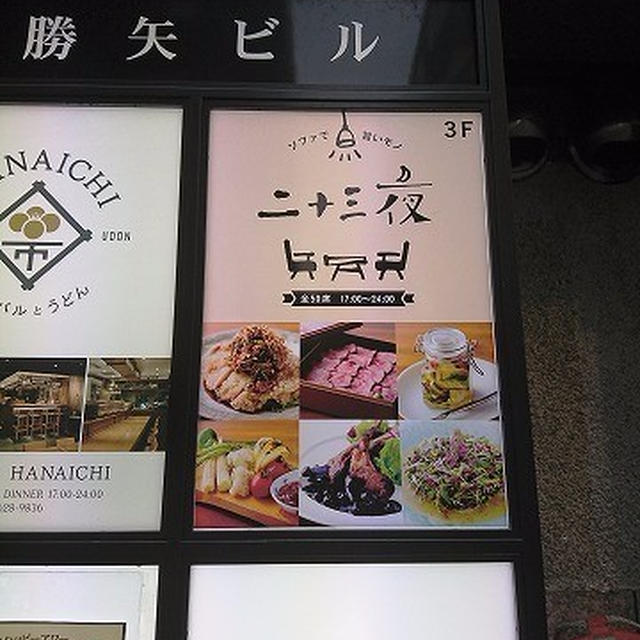 勝矢ビル
HANAICHI
UDON
バルとうどん
HANAICHI
DINNER 17:00-24:00
528-9836
3F
ソファで旨いモノ
二十三夜
全50席 17:00〜24:00